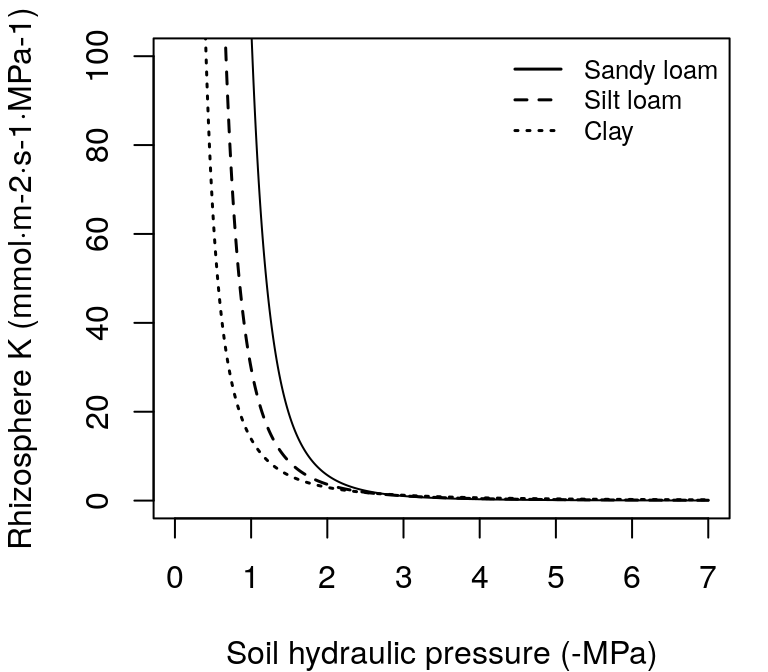 Rhizosphere K (mmol·m-2·s-1·MPa-1)
100
80
60
40
20
0
Sandy loam
Silt loam
Clay
0 1 2 3 4 5 6 7
Soil hydraulic pressure (-MPa)